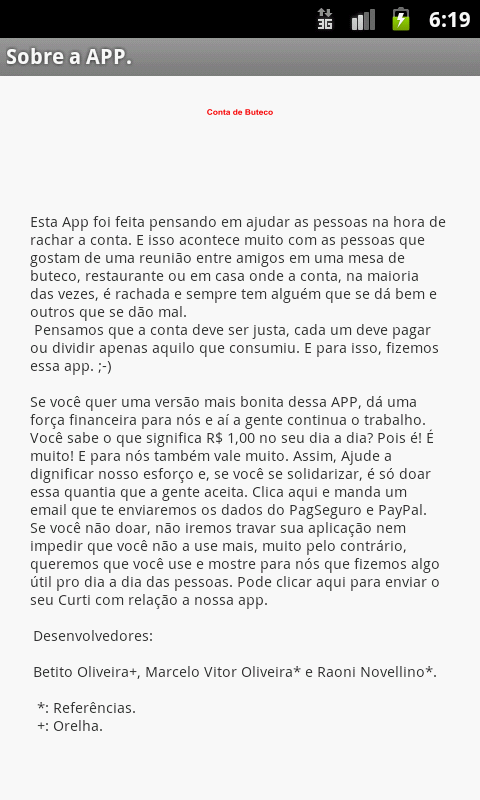 3G 6:19
Sobre a APP.
Conta de Buteco
Esta App foi feita pensando em ajudar as pessoas na hora de
rachar a conta. E isso acontece muito com as pessoas que
gostam de uma reunião entre amigos em uma mesa de
buteco, restaurante ou em casa onde a conta, na maioria
das vezes, é rachada e sempre tem alguém que se dá bem e
outros que se dão mal.
Pensamos que a conta deve ser justa, cada um deve pagar
ou dividir apenas aquilo que consumiu. E para isso, fizemos
essa app. ;-)
Se você quer uma versão mais bonita dessa APP, dá uma
força financeira para nós e aí a gente continua o trabalho.
Você sabe o que significa R$ 1,00 no seu dia a dia? Pois é! É
muito! E para nós também vale muito. Assim, Ajude a
dignificar nosso esforço e, se você se solidarizar, é só doar
essa quantia que a gente aceita. Clica aqui e manda um
email que te enviaremos os dados do PagSeguro e PayPal.
Se você não doar, não iremos travar sua aplicação nem
impedir que você não a use mais, muito pelo contrário,
queremos que você use e mostre para nós que fizemos algo
útil pro dia a dia das pessoas. Pode clicar aqui para enviar o
seu Curti com relação a nossa app.
Desenvolvedores:
Betito Oliveira+, Marcelo Vitor Oliveira* e Raoni Novellino*.
*: Referências.
+: Orelha.